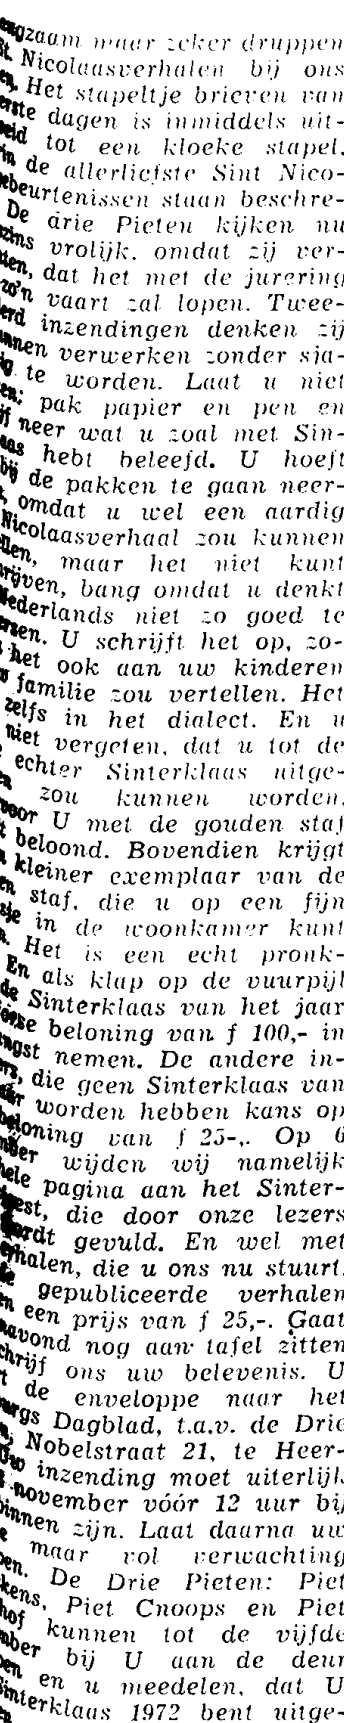 zaam maar zeker druppen
St. Nicolaasverhalen bij ons
Het stapeltje brieven van
eerste dagen is inmiddels uit-
tot een kloeke stapel.
de allerliefste Sint Nico-
beurtenissen staan beschre-
De drie Pieten kijken nu
vrolijk, omdat zij ver-
dat het met de jurering
zo'n vaart zal lopen. Twee-
inzendingen denken zij
verwerken zonder sja-
te worden. Laat u niet
pak papier en pen en
neer wat u zoal met Sin-
hebt beleefd. U hoeft
bij de pakken te gaan neer-
omdat u wel een aardig
Nicolaasverhaal zou kunnen
maar het niet kunt
bang omdat u denkt
Nederlands niet zo goed te
U schrijft het op, zo-
het ook aan uw kinderen
familie zou vertellen. Het
zelfs in het dialect. En u
niet vergeten, dat u tot de
echter Sinterklaas uitge-
zou kunnen worden,
voor U met de gouden staf
beloond. Bovendien krijgt
kleiner exemplaar van de
staf, die u op een fijn
in de woonkamer kunt
Het is een echt pronk-
En als klap op de vuurpijl
de Sinterklaas van het jaar
beloning van f 100,- in
nemen. De andere in-
die geen Sinterklaas van
worden hebben kans op
beloning van f 25-,. Op 6
wijden wij namelijk
hele pagina aan het Sinter-
die door onze lezers
gevuld. En wel met
die u ons nu stuurt.
gepubliceerde verhalen
een prijs van f 25,-. Gaat
avond nog aan tafel zitten
ons uw belevenis. U
de enveloppe naar het
Dagblad, t.a.v. de Drie
Nobelstraat 21, te Heer-
Uw inzending moet uiterlijk
november vóór 12 uur bij
binnen zijn. Laat daarna uw
maar vol verwachting
De Drie Pieten: Piet
Piet Cnoops en Piet
kunnen tot de vijfde
bij U aan de deur
en u meedelen, dat U
Sinterklaas 1972 bent uitge-